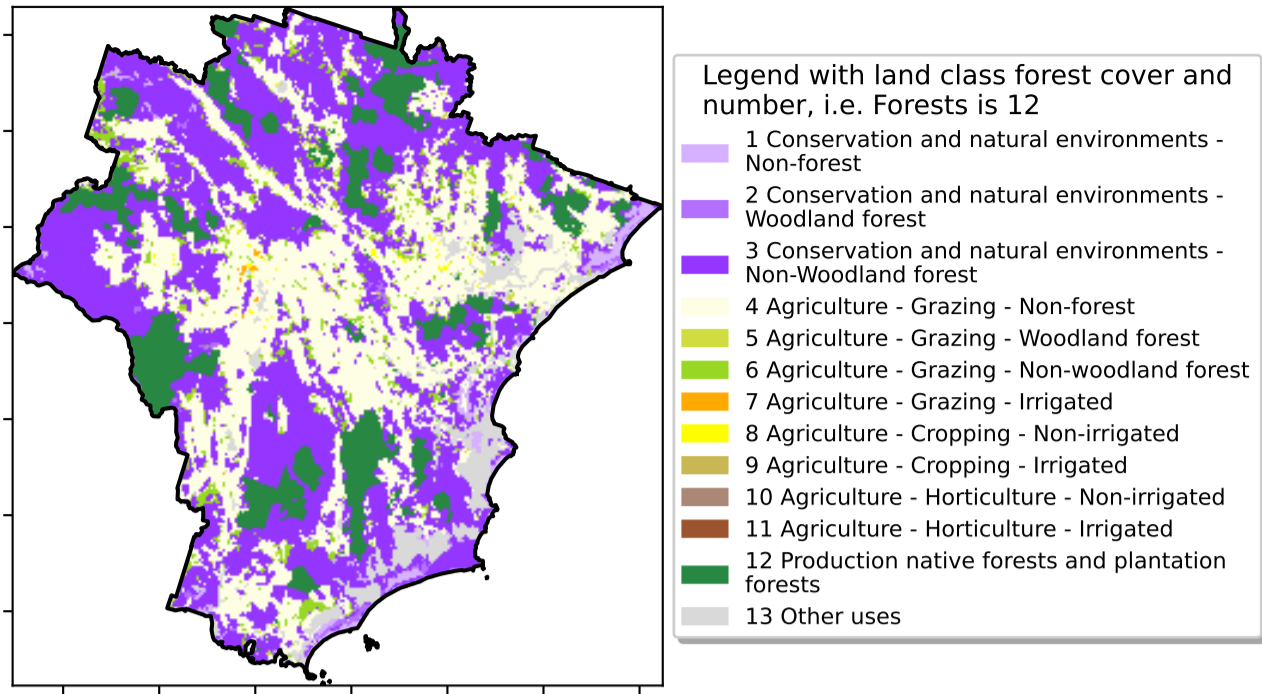 Legend with land class forest cover and
number, i.e. Forests is 12
1 Conservation and natural environments -
Non-forest
2 Conservation and natural environments -
Woodland forest
3 Conservation and natural environments -
Non-Woodland forest
4 Agriculture - Grazing - Non-forest
5 Agriculture - Grazing - Woodland forest
6 Agriculture - Grazing - Non-woodland forest
7 Agriculture - Grazing - Irrigated
8 Agriculture - Cropping - Non-irrigated
9 Agriculture - Cropping - Irrigated
10 Agriculture - Horticulture - Non-irrigated
11 Agriculture - Horticulture - Irrigated
12 Production native forests and plantation
forests
13 Other uses